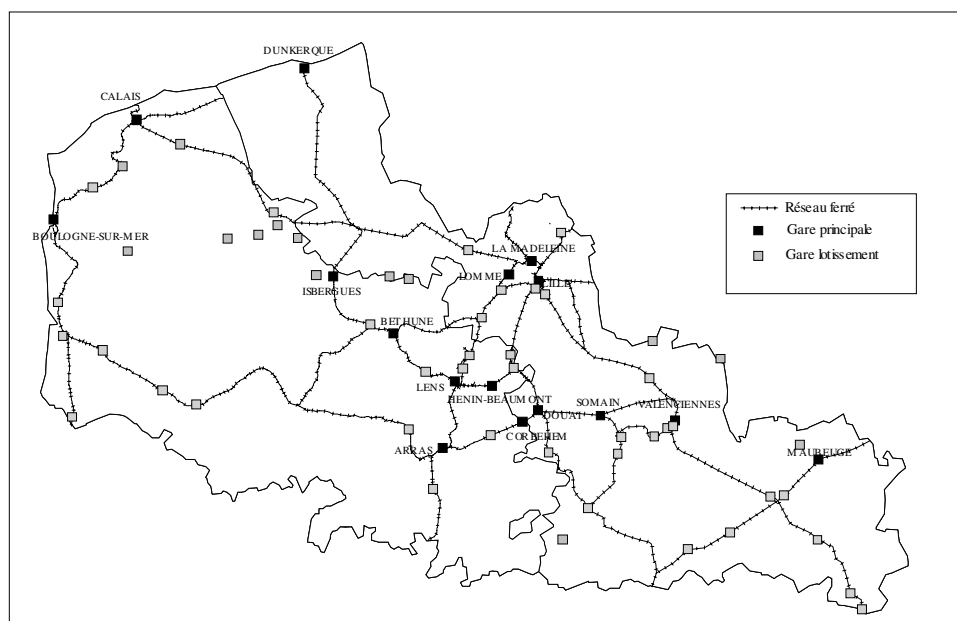 DUNKERQUE
CALAIS
BOULOGNE-SUR-MER
LA MADELEINE
LOMME
LILLE
ISBERGUES
BETHUNE
LENS
HENIN-BEAUMONT
DOUAI
SOMAIN
VALENCIENNES
CORBEHEM
ARRAS
MAUBEUGE
Réseau ferré
Gare principale
Gare lotissement